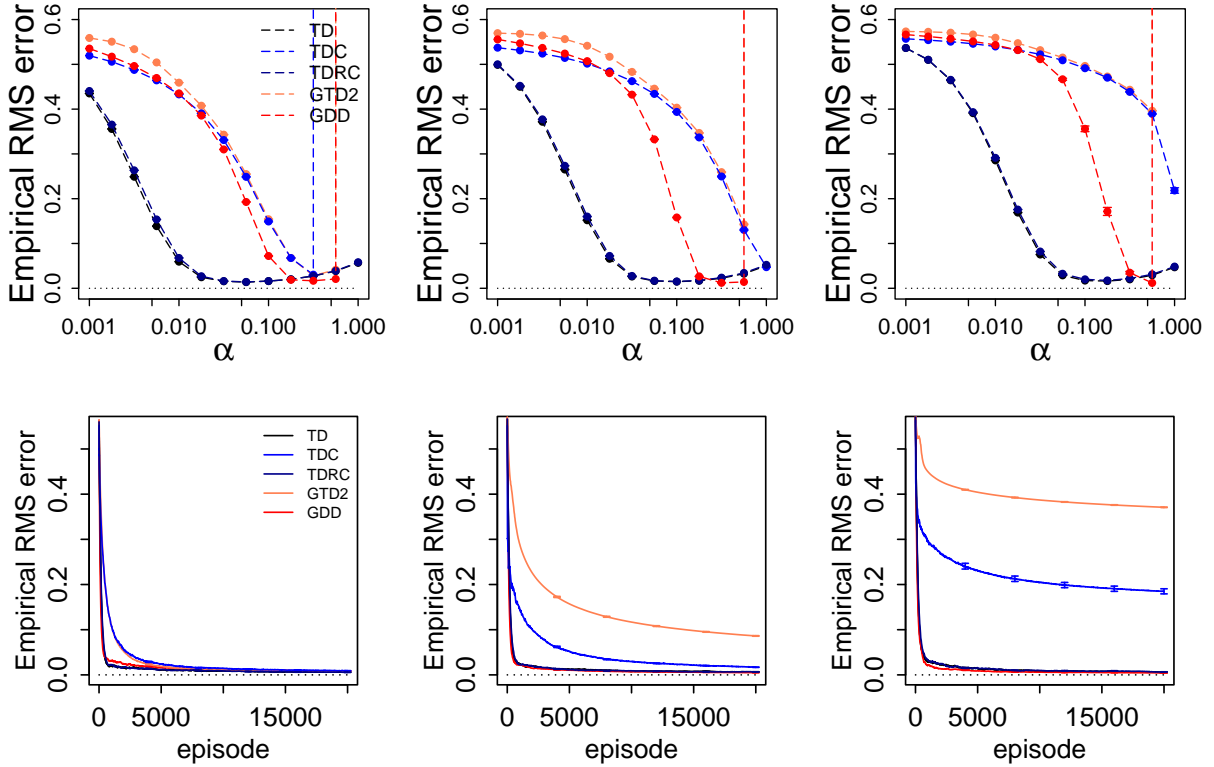 Empirical RMS error
0.0 0.2 0.4 0.6
TD
TDC
TDRC
GTD2
GDD
0.001 0.010 0.100 1.000
α
Empirical RMS error
0.0 0.2 0.4 0.6
0.001 0.010 0.100 1.000
α
Empirical RMS error
0.0 0.2 0.4 0.6
0.001 0.010 0.100 1.000
α
Empirical RMS error
0.0 0.2 0.4
TD
TDC
TDRC
GTD2
GDD
0 5000 15000
episode
Empirical RMS error
0.0 0.2 0.4
0 5000 15000
episode
Empirical RMS error
0.0 0.2 0.4
0 5000 15000
episode